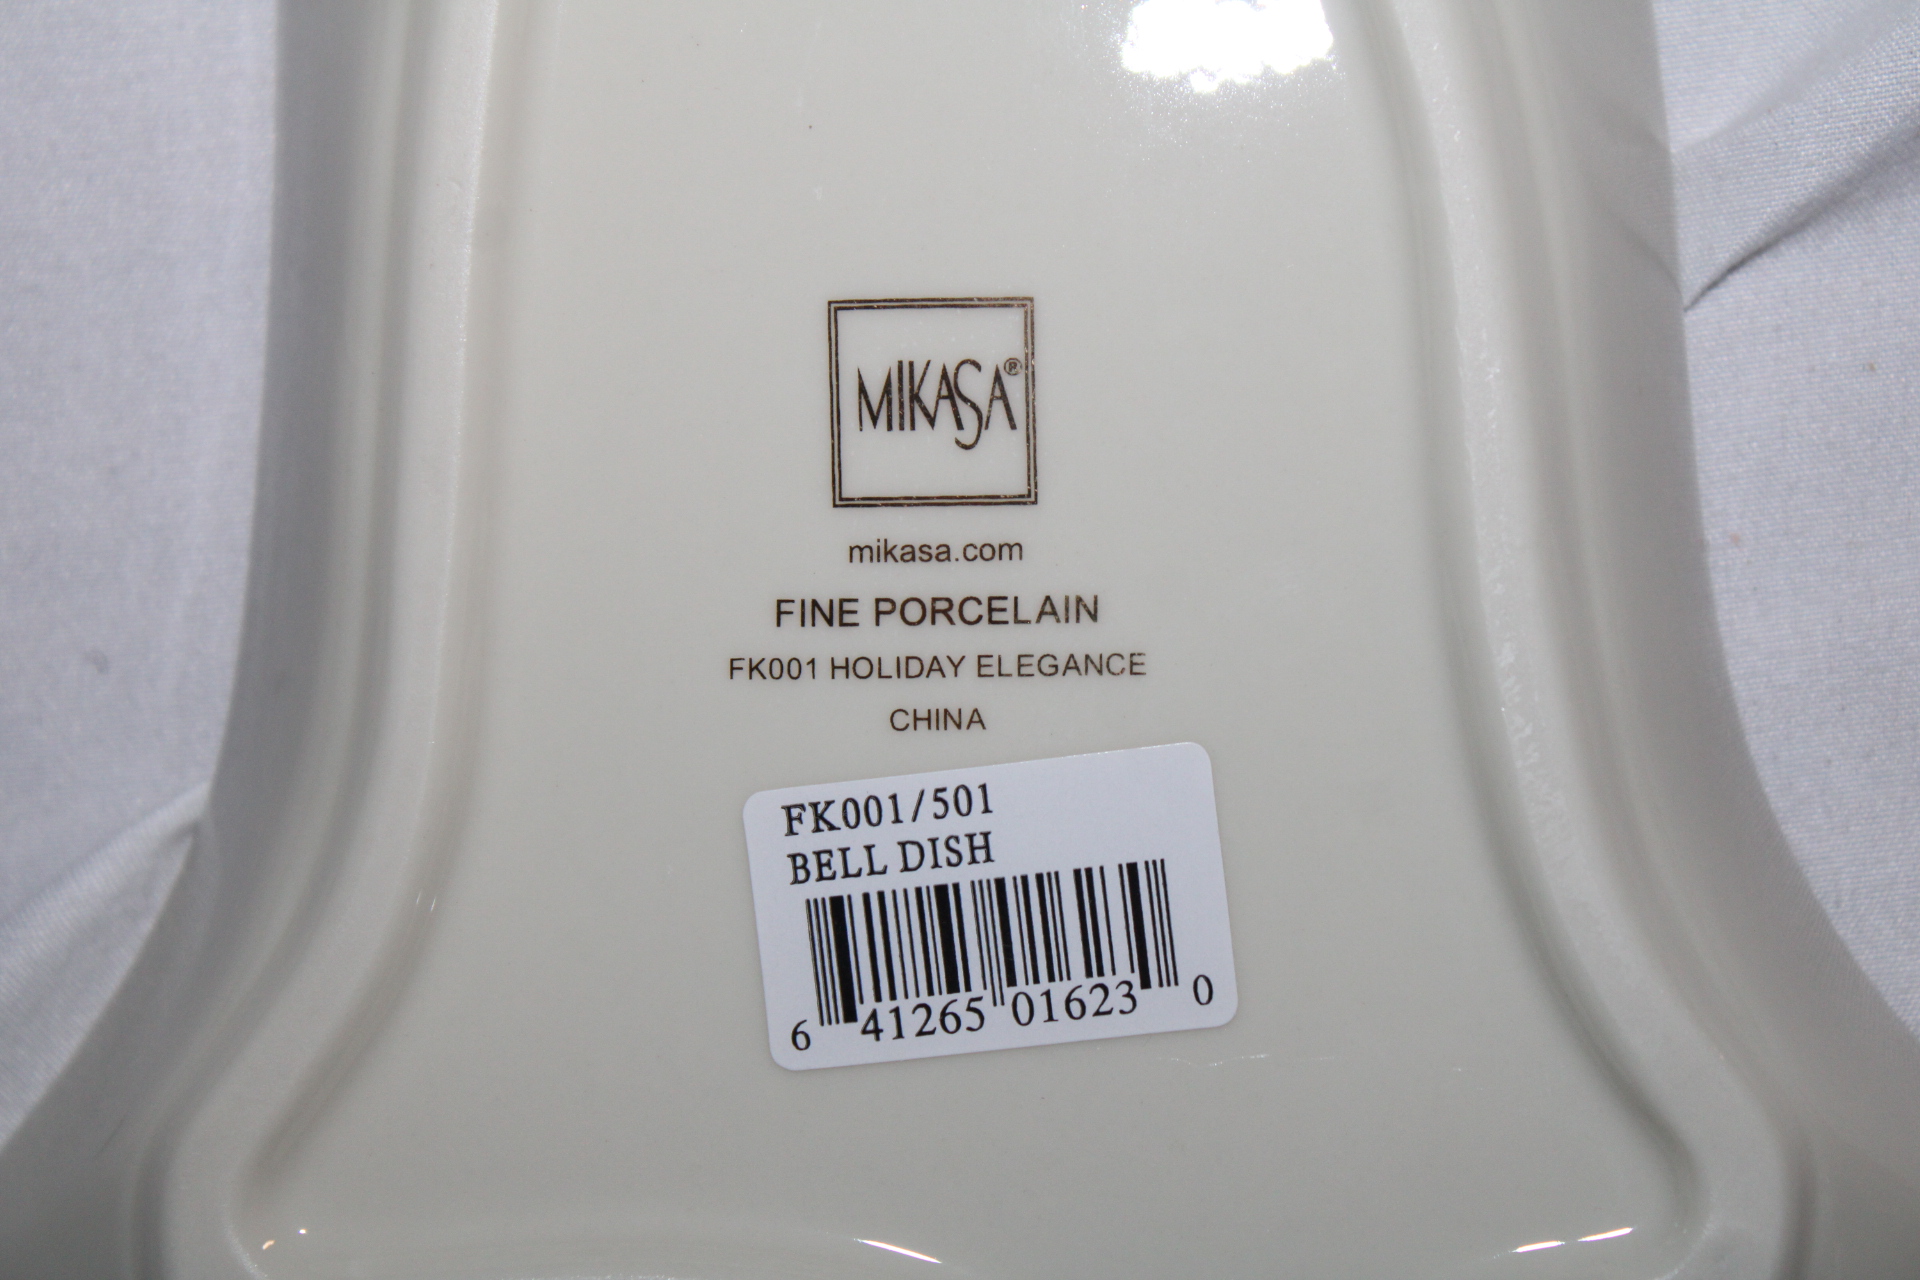 MIKASA®
mikasa.com
FINE PORCELAIN
FK001 HOLIDAY ELEGANCE
CHINA
FK001/501
BELL DISH
6 41265 01623 0